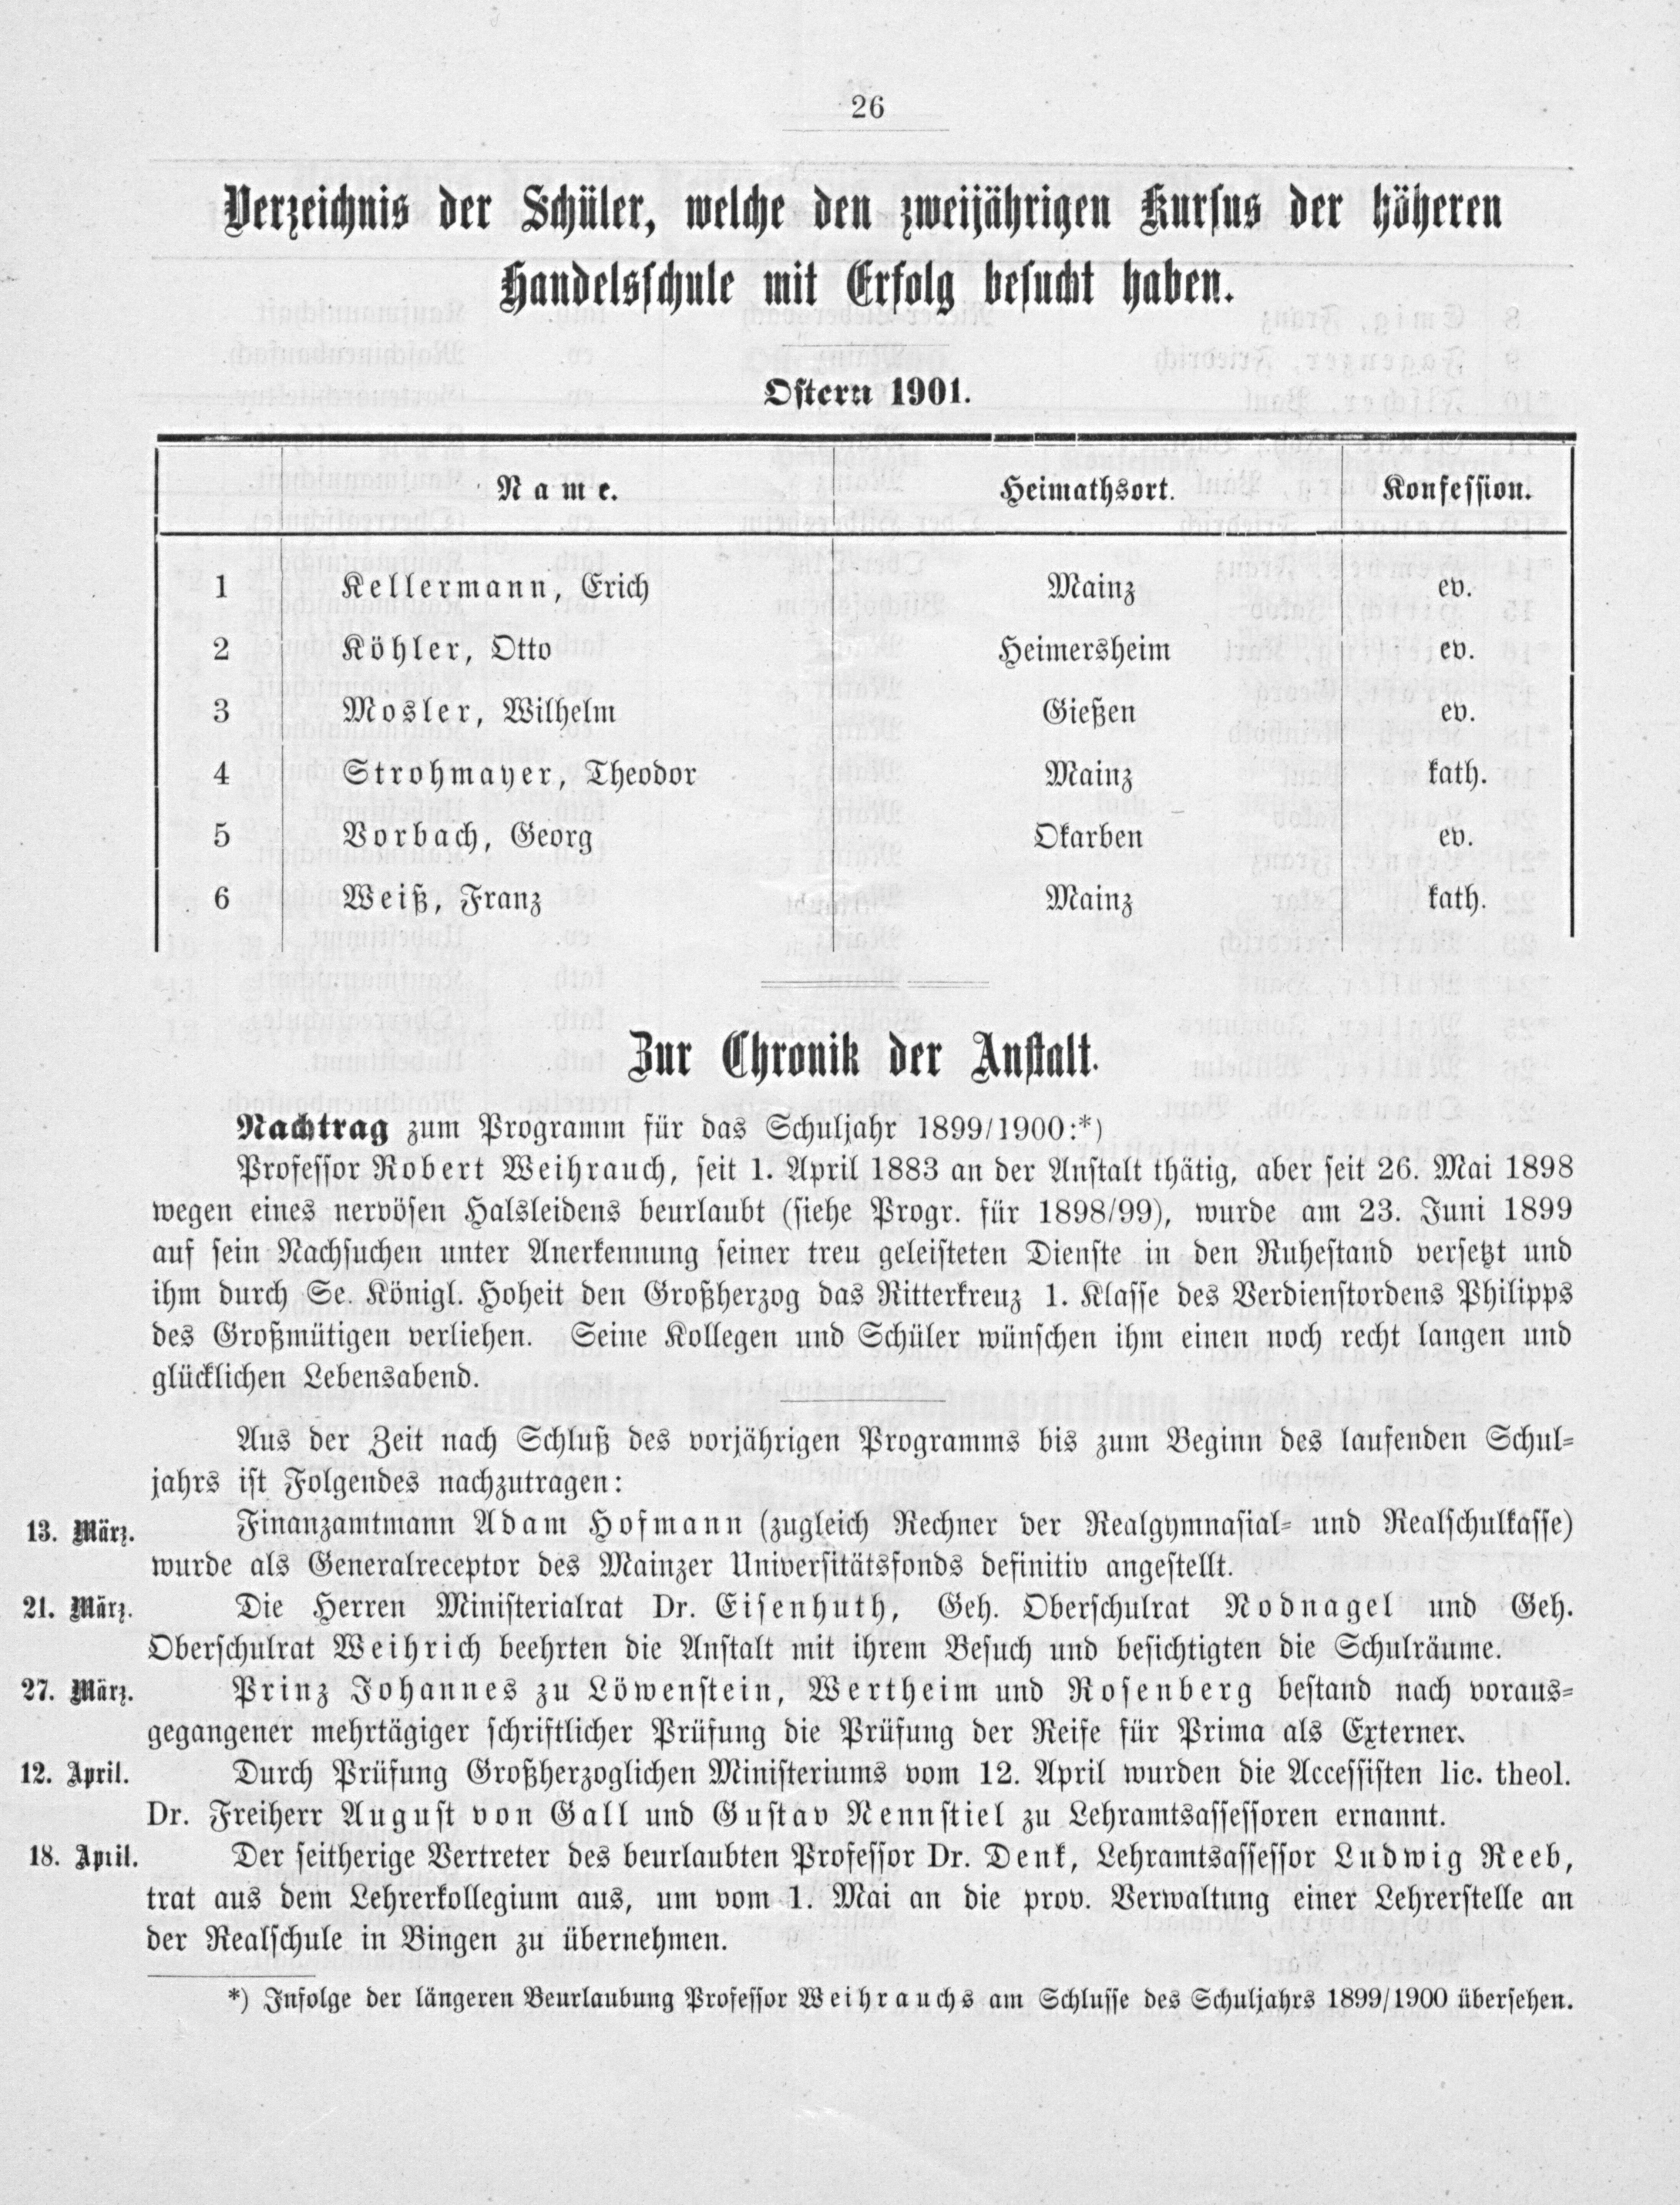 26
Verzeichnis der Schüler, welche den zweijährigen Kursus der höheren
Handelsschule mit Erfolg besucht haben.
Ostern 1901.
Name. Heimathsort. Konfession.
1 Kellermann, Erich Mainz ev.
2 Köhler, Otto Heimersheim ev.
3 Mosler, Wilhelm Gießen ev.
4 Strohmayer, Theodor Mainz kath.
5 Vorbach, Georg Okarben ev.
6 Weiß, Franz Mainz kath.
Zur Chronik der Anstalt.
Nachtrag zum Programm für das Schuljahr 1899/1900:*)
Professor Robert Weihrauch, seit 1. April 1883 an der Anstalt thätig, aber seit 26. Mai 1898
wegen eines nervösen Halsleidens beurlaubt (siehe Progr. für 1898/99), wurde am 23. Juni 1899
auf sein Nachsuchen unter Anerkennung seiner treu geleisteten Dienste in den Ruhestand versetzt und
ihm durch Se. Königl. Hoheit den Großherzog das Ritterkreuz 1. Klasse des Verdienstordens Philipps
des Großmütigen verliehen. Seine Kollegen und Schüler wünschen ihm einen noch recht langen und
glücklichen Lebensabend.
Aus der Zeit nach Schluß des vorjährigen Programms bis zum Beginn des laufenden Schul-
jahrs ist Folgendes nachzutragen:
13. März. Finanzamtmann Adam Hofmann (zugleich Rechner der Realgymnasial- und Realschulkasse)
wurde als Generalreceptor des Mainzer Universitätsfonds definitiv angestellt.
21. März. Die Herren Ministerialrat Dr. Eisenhuth, Geh. Oberschulrat Nodnagel und Geh.
Oberschulrat Weihrich beehrten die Anstalt mit ihrem Besuch und besichtigten die Schulräume.
27. März. Prinz Johannes zu Löwenstein, Wertheim und Rosenberg bestand nach voraus-
gegangener mehrtägiger schriftlicher Prüfung die Prüfung der Reife für Prima als Externer.
12. April. Durch Prüfung Großherzoglichen Ministeriums vom 12. April wurden die Accessisten lic. theol.
Dr. Freiherr August von Gall und Gustav Nennstiel zu Lehramtsassessoren ernannt.
18. April. Der seitherige Vertreter des beurlaubten Professor Dr. Denk, Lehramtsassessor Ludwig Reeb,
trat aus dem Lehrerkollegium aus, um vom 1. Mai an die prov. Verwaltung einer Lehrerstelle an
der Realschule in Bingen zu übernehmen.
*) Infolge der längeren Beurlaubung Professor Weihrauchs am Schlusse des Schuljahrs 1899/1900 übersehen.